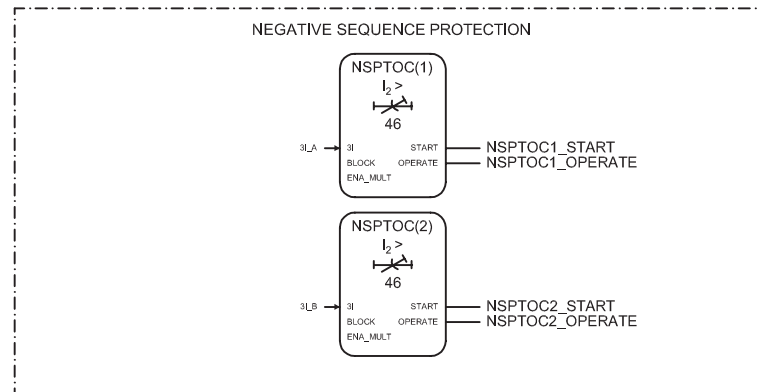 NEGATIVE SEQUENCE PROTECTION
NSPTOC(1)
I2 >
46
3I_A 3I START NSPTOC1_START
BLOCK OPERATE NSPTOC1_OPERATE
ENA_MULT
NSPTOC(2)
I2 >
46
3I_B 3I START NSPTOC2_START
BLOCK OPERATE NSPTOC2_OPERATE
ENA_MULT